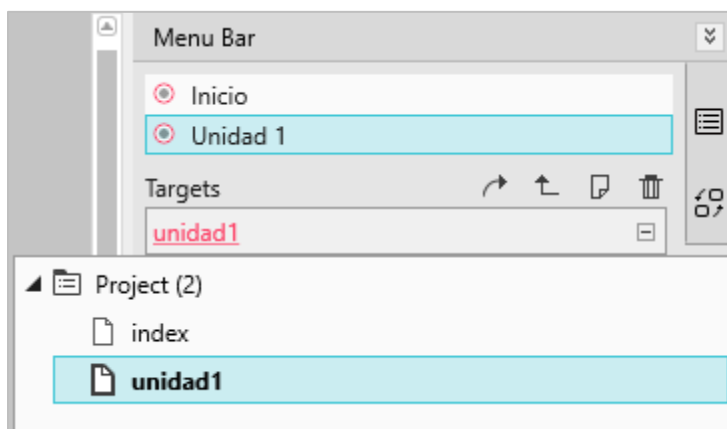 Menu Bar
Inicio
Unidad 1
Targets
unidad1
Project (2)
index
unidad1